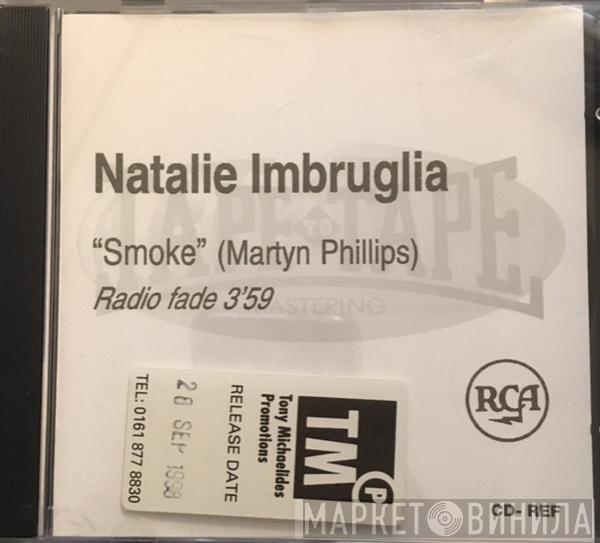 Natalie Imbruglia
TAPE TO TAPE
"Smoke" (Martyn Phillips)
Radio fade 3'59
MASTERING
TMP
Tony Michaelides
Promotions
RELEASE DATE
28 SEP 1998
TEL: 0161 877 8830
RCA
CD- REF
МАРКЕТ ВИНИЛА